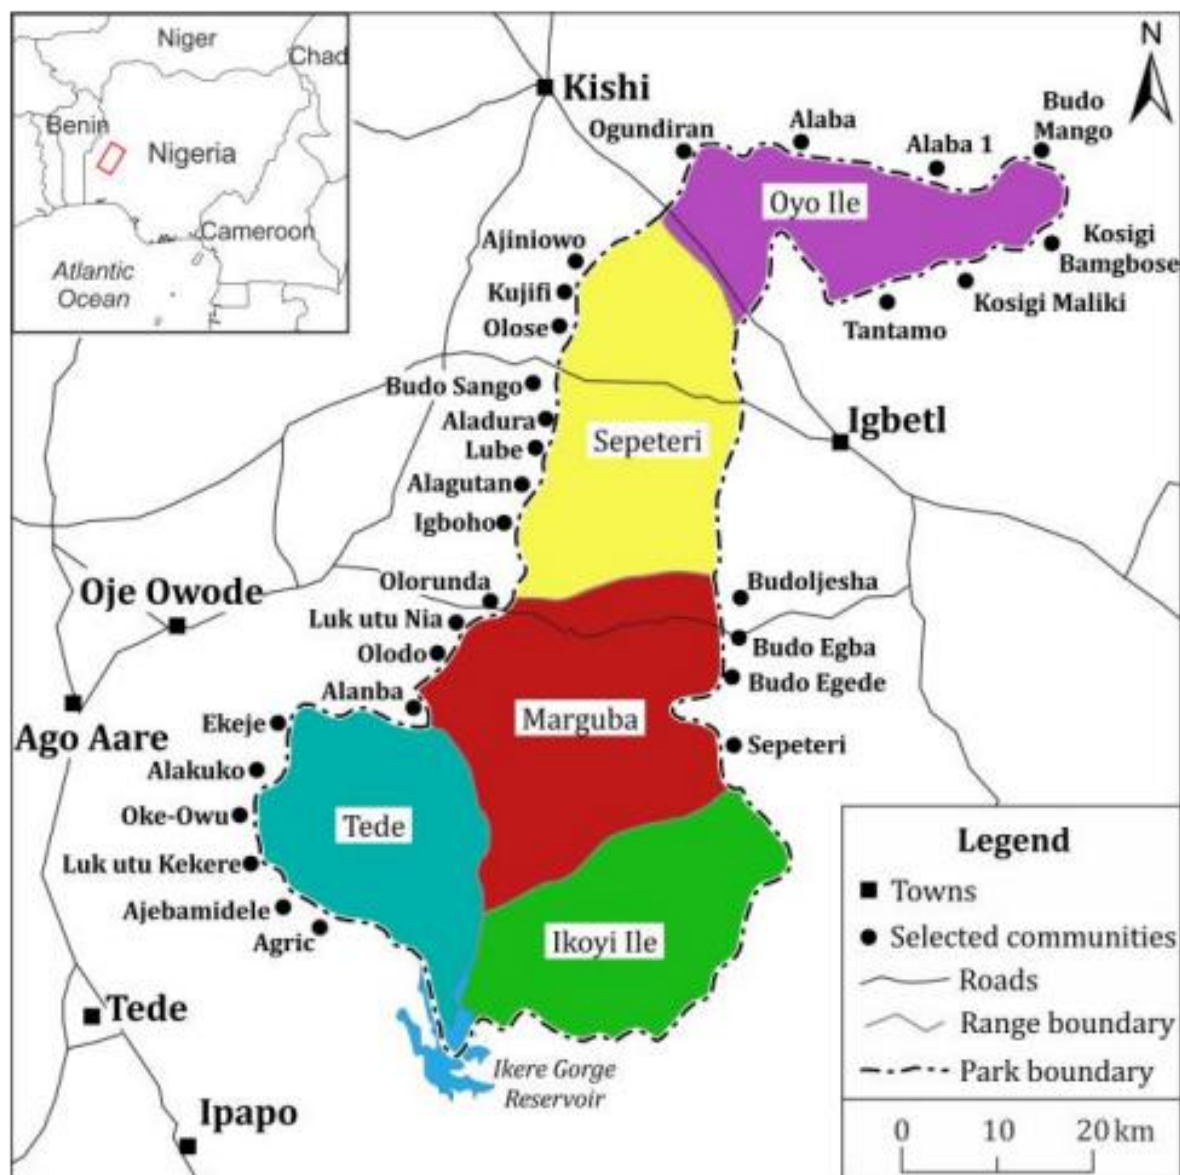 Niger
Chad
Benin
Nigeria
Cameroon
Atlantic
Ocean
N
Kishi
Ogundiran
Alaba
Alaba 1
Budo
Mango
Oyo Ile
Ajiniowo
Kosigi
Bamgbose
Kujifi
Kosigi Maliki
Olose
Tantamo
Budo Sango
Aladura
Igbetl
Lube
Sepeteri
Alagutan
Igboho
Olorunda
Budoljesha
Oje Owode
Luk utu Nia
Olodo
Budo Egba
Budo Egede
Alanba
Ekeje
Marguba
Ago Aare
Sepeteri
Alakuko
Oke-Owu
Tede
Luk utu Kekere
Ajebamidele
Agric
Ikoyi Ile
Tede
Ikere Gorge
Reservoir
Ipapo
Legend
Towns
Selected communities
Roads
Range boundary
Park boundary
0 10 20 km